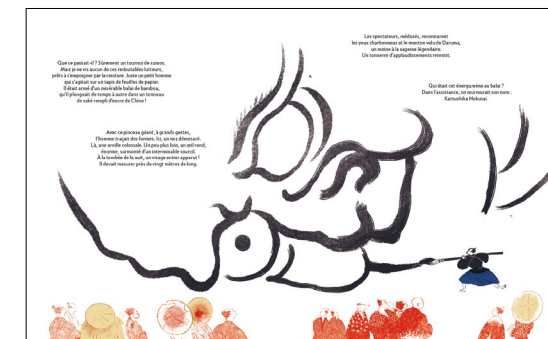 Que se passait-il ? Sûrement un tournoi de sumos.
Mais je ne vis aucun de ces redoutables lutteurs,
prêts à s'empoigner par la ceinture. Juste un petit homme
qui s'agitait sur un tapis de feuilles de papier.
Il était armé d'un misérable balai de bambou,
qu'il plongeait de temps à autre dans un tonneau
de saké rempli d'encre de Chine !
Avec ce pinceau géant, à grands gestes,
l'homme traçait des formes. Ici, un nez démesuré.
Là, une oreille colossale. Un peu plus loin, un œil rond,
énorme, surmonté d'un interminable sourcil.
À la tombée de la nuit, un visage entier apparut !
Il devait mesurer près de vingt mètres de long.
Les spectateurs, médusés, reconnurent
les yeux charbonneux et le menton velu de Daruma,
un moine à la sagesse légendaire.
Un tonnerre d'applaudissements retentit.
Qui était cet énergumène au balai ?
Dans l'assistance, on murmurait son nom :
Katsushika Hokusai.